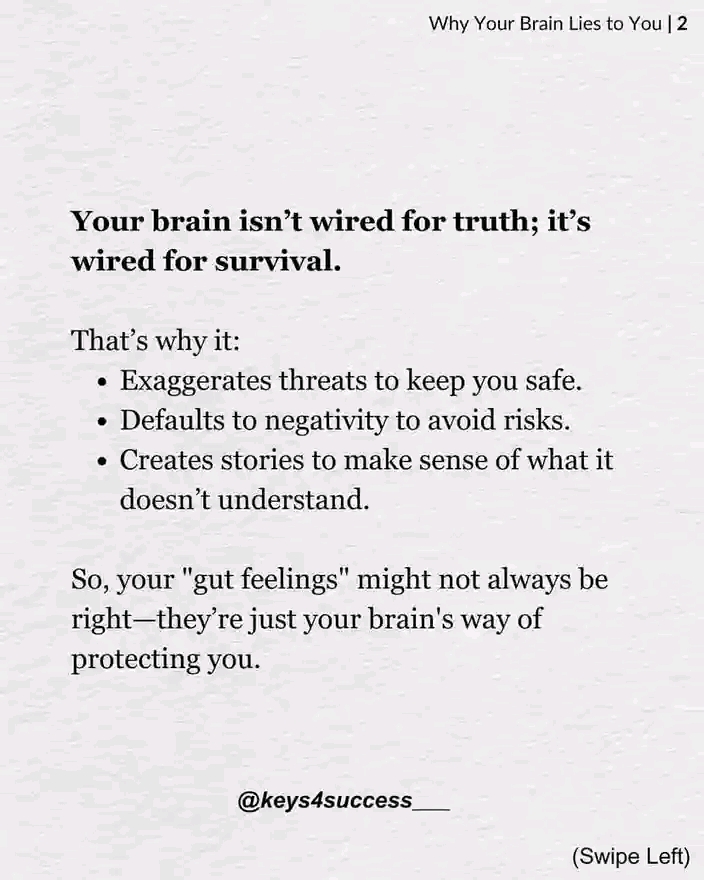 Why Your Brain Lies to You | 2
Your brain isn’t wired for truth; it’s
wired for survival.
That’s why it:
• Exaggerates threats to keep you safe.
• Defaults to negativity to avoid risks.
• Creates stories to make sense of what it
doesn’t understand.
So, your "gut feelings" might not always be
right—they’re just your brain's way of
protecting you.
@keys4success___
(Swipe Left)